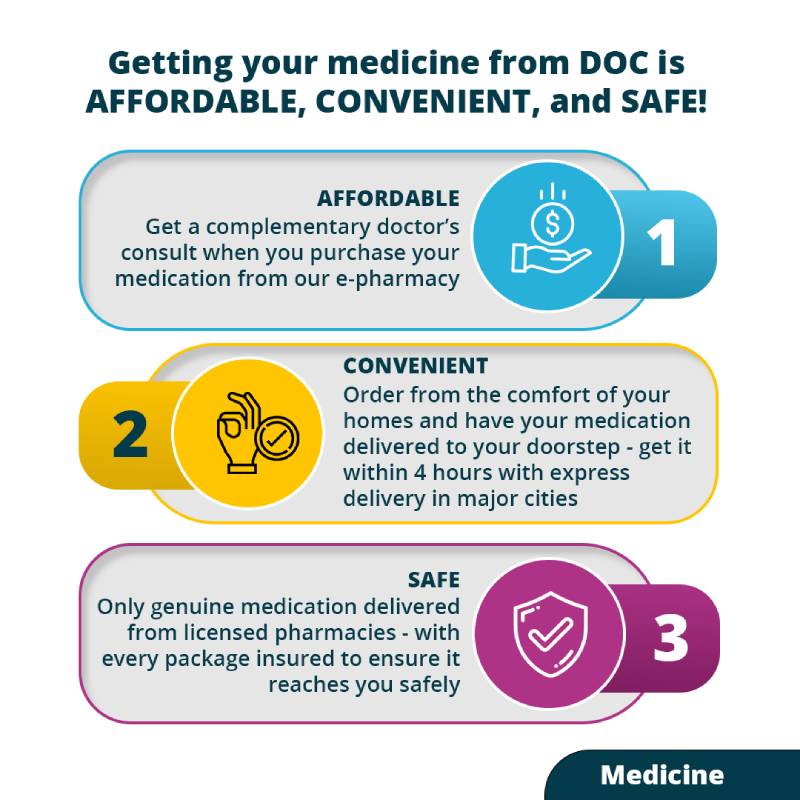 Getting your medicine from DOC is
AFFORDABLE, CONVENIENT, and SAFE!
AFFORDABLE
Get a complementary doctor's
consult when you purchase your
medication from our e-pharmacy
$
1
2
CONVENIENT
Order from the comfort of your
homes and have your medication
delivered to your doorstep - get it
within 4 hours with express
delivery in major cities
SAFE
Only genuine medication delivered
from licensed pharmacies - with
every package insured to ensure it
reaches you safely
3
Medicine